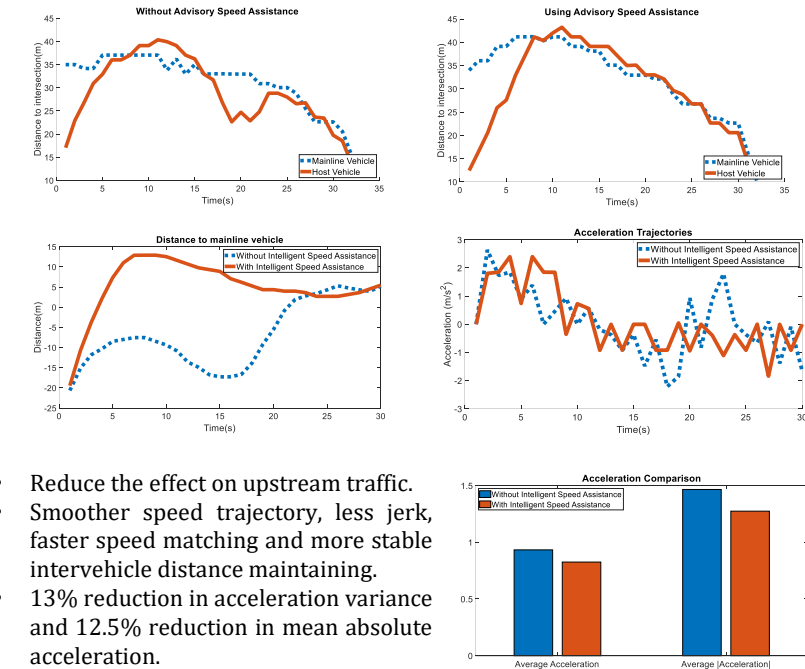 Without Advisory Speed Assistance
45
40
35
30
25
20
15
10
Distance to intersection(m)
0 5 10 15 20 25 30 35
Time(s)
Mainline Vehicle
Host Vehicle
Using Advisory Speed Assistance
45
40
35
30
25
20
15
10
Distance to intersection(m)
0 5 10 15 20 25 30 35
Time(s)
Mainline Vehicle
Host Vehicle
Distance to mainline vehicle
15
10
5
0
-5
-10
-15
-20
-25
Distance(m)
0 5 10 15 20 25 30
Time(s)
Without Intelligent Speed Assistance
With Intelligent Speed Assistance
Acceleration Trajectories
3
2
1
0
-1
-2
-3
Acceleration (m/s²)
0 5 10 15 20 25 30
Time(s)
Without Intelligent Speed Assistance
With Intelligent Speed Assistance
• Reduce the effect on upstream traffic.
• Smoother speed trajectory, less jerk,
faster speed matching and more stable
intervehicle distance maintaining.
• 13% reduction in acceleration variance
and 12.5% reduction in mean absolute
acceleration.
Acceleration Comparison
1.5
1
0.5
0
Without Intelligent Speed Assistance
With Intelligent Speed Assistance
Average Acceleration Average |Acceleration|